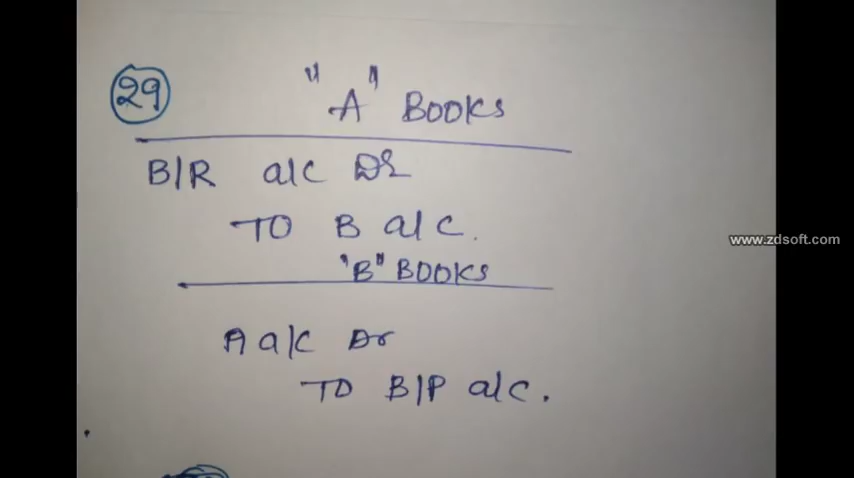 29
"A" BOOKS
B/R a/c Dr
TO B a/c.
"B" BOOKS
A a/c Dr
TO B/P a/c.
www.zdsoft.com